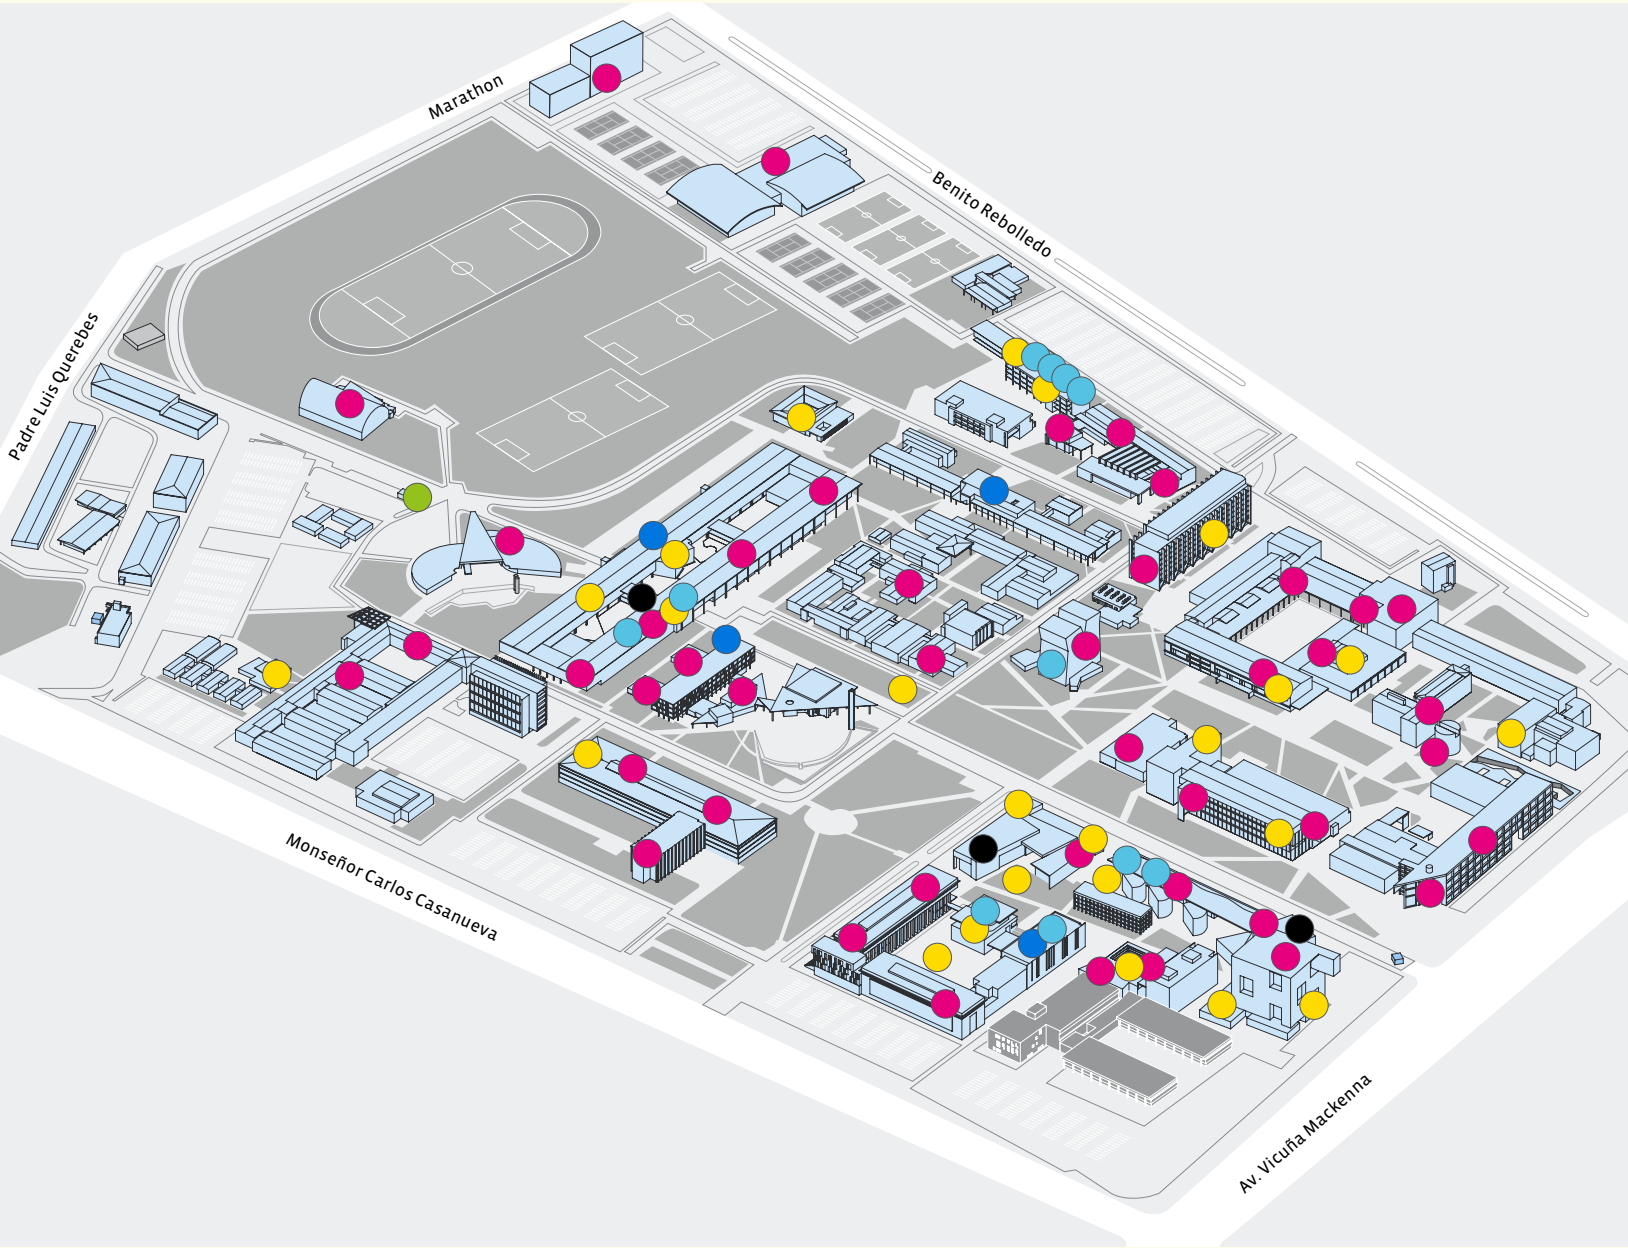 Marathon
Benito Rebolledo
Padre Luis Querebes
Monseñor Carlos Casanueva
Av. Vicuña Mackenna